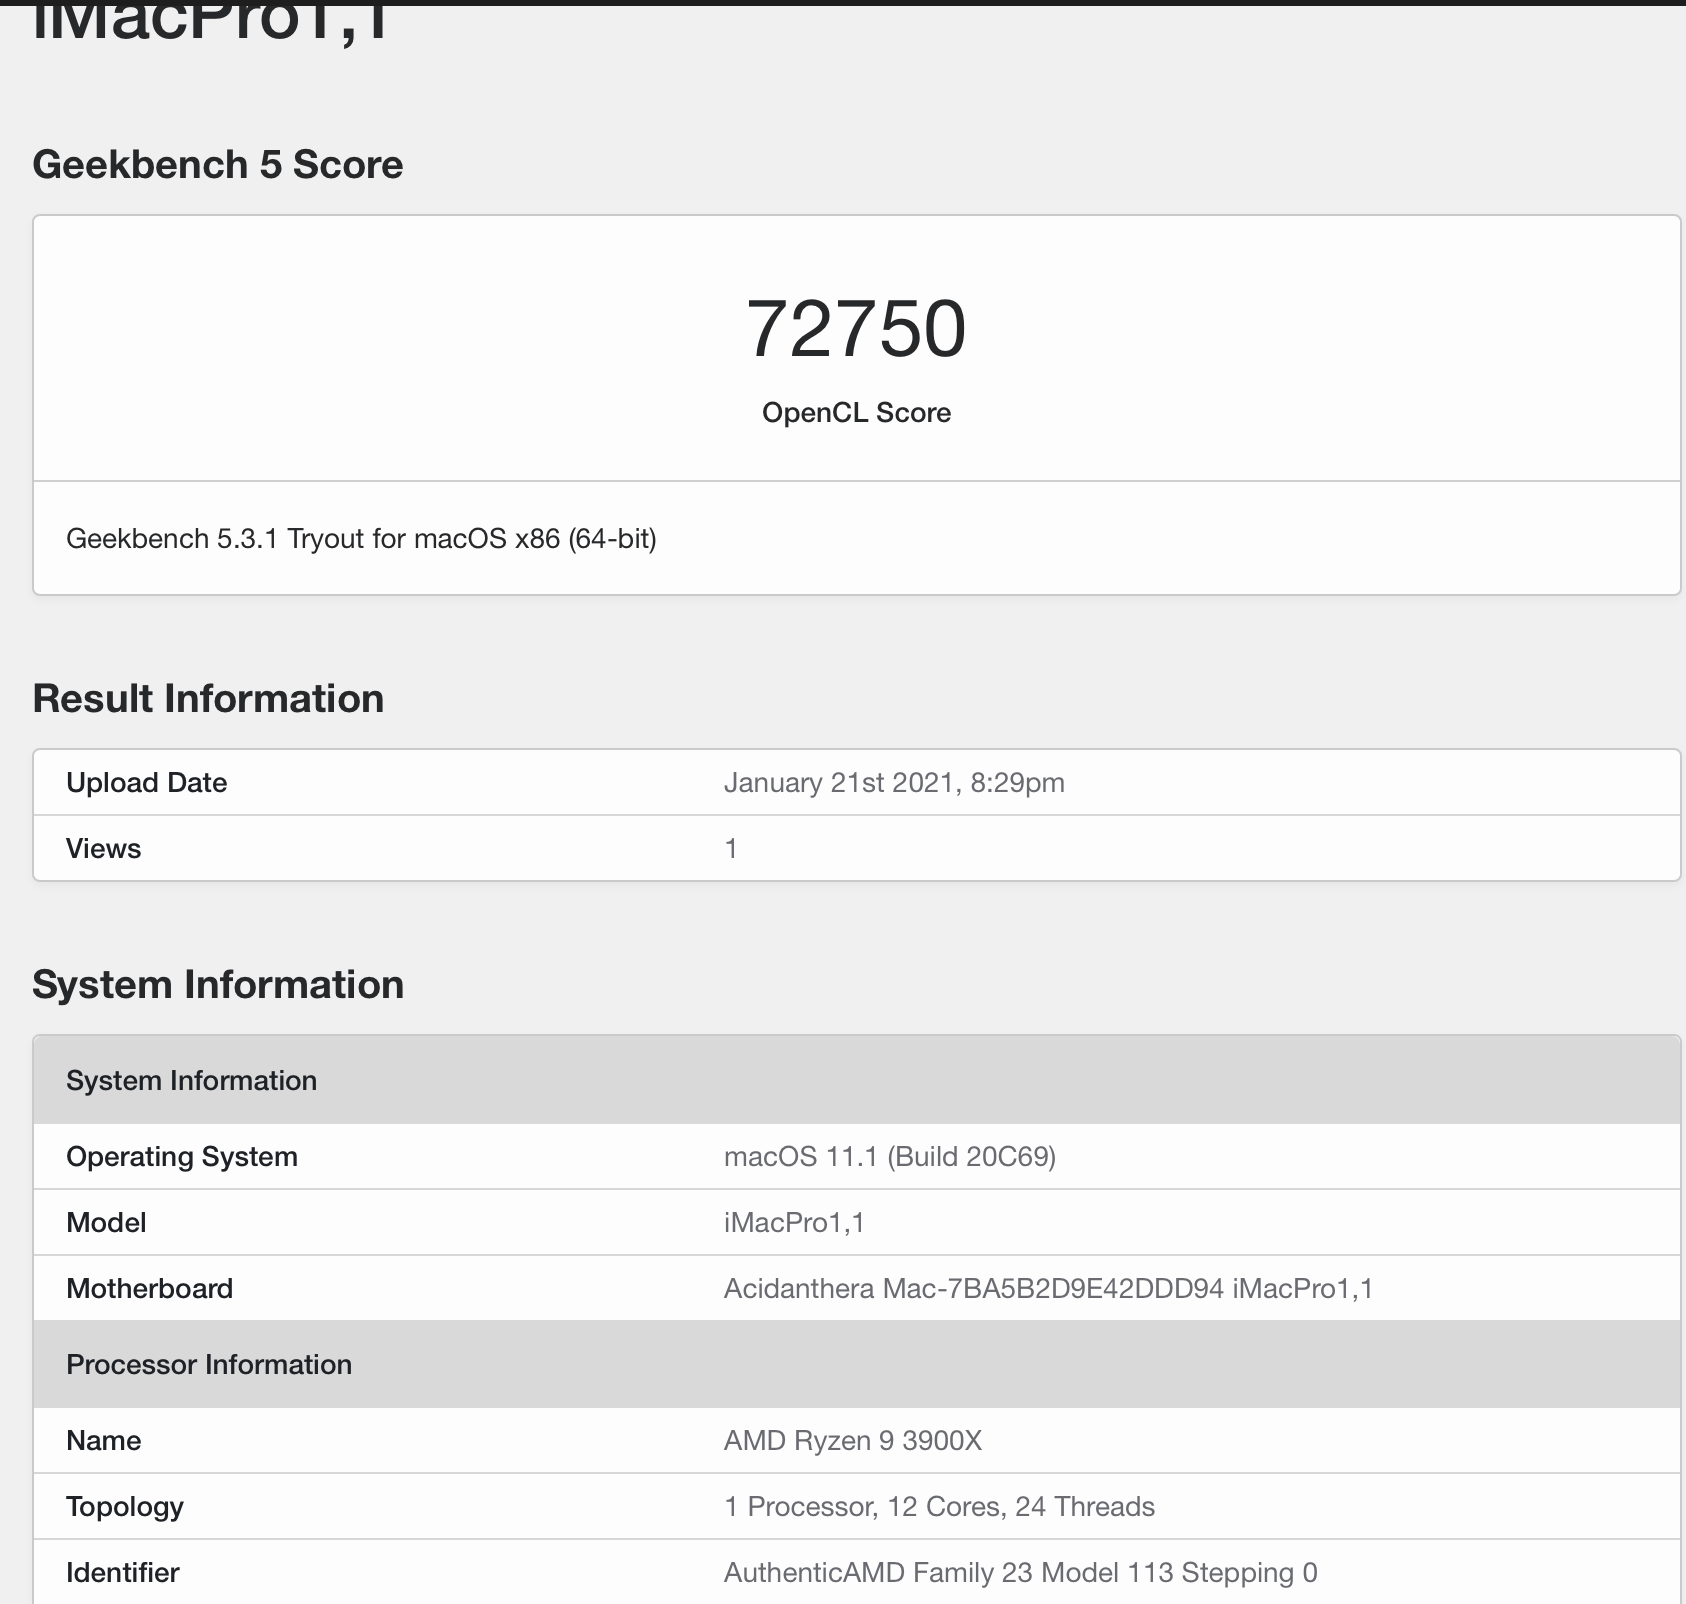 iMacPro1,1
Geekbench 5 Score
72750
OpenCL Score
Geekbench 5.3.1 Tryout for macOS x86 (64-bit)
Result Information
Upload Date January 21st 2021, 8:29pm
Views 1
System Information
System Information
Operating System macOS 11.1 (Build 20C69)
Model iMacPro1,1
Motherboard Acidanthera Mac-7BA5B2D9E42DDD94 iMacPro1,1
Processor Information
Name AMD Ryzen 9 3900X
Topology 1 Processor, 12 Cores, 24 Threads
Identifier AuthenticAMD Family 23 Model 113 Stepping 0